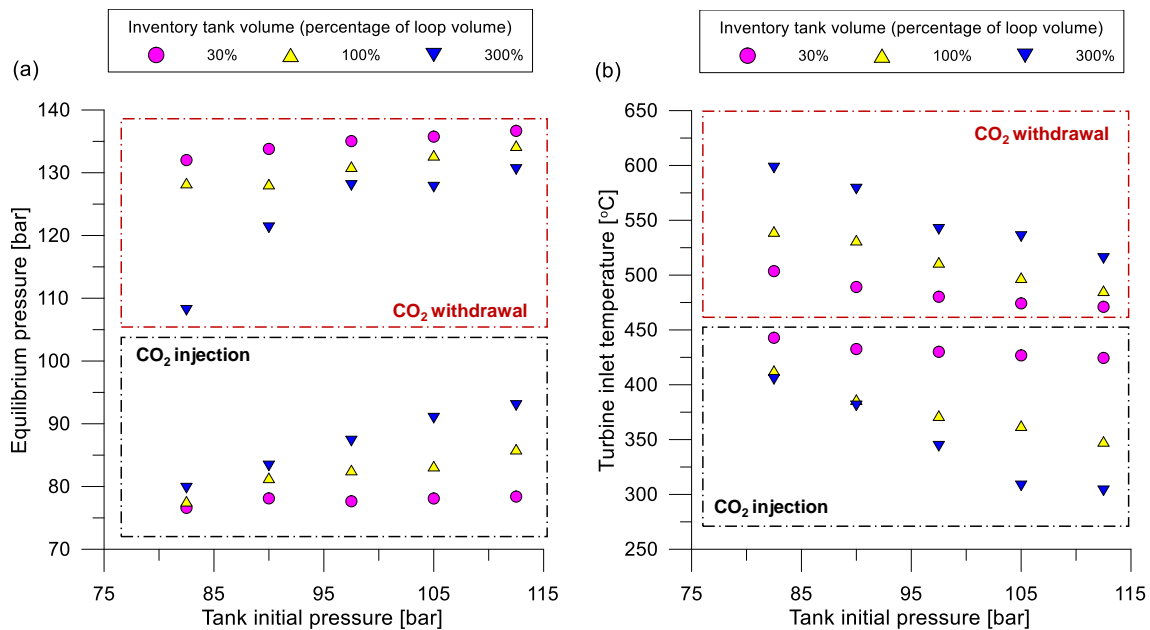 Inventory tank volume (percentage of loop volume)
30% 100% 300%
(a)
140
130
120
110
100
90
80
70
Equilibrium pressure [bar]
CO₂ withdrawal
CO₂ injection
75 85 95 105 115
Tank initial pressure [bar]
Inventory tank volume (percentage of loop volume)
30% 100% 300%
(b)
650
600
550
500
450
400
350
300
250
Turbine inlet temperature [°C]
CO₂ withdrawal
CO₂ injection
75 85 95 105 115
Tank initial pressure [bar]